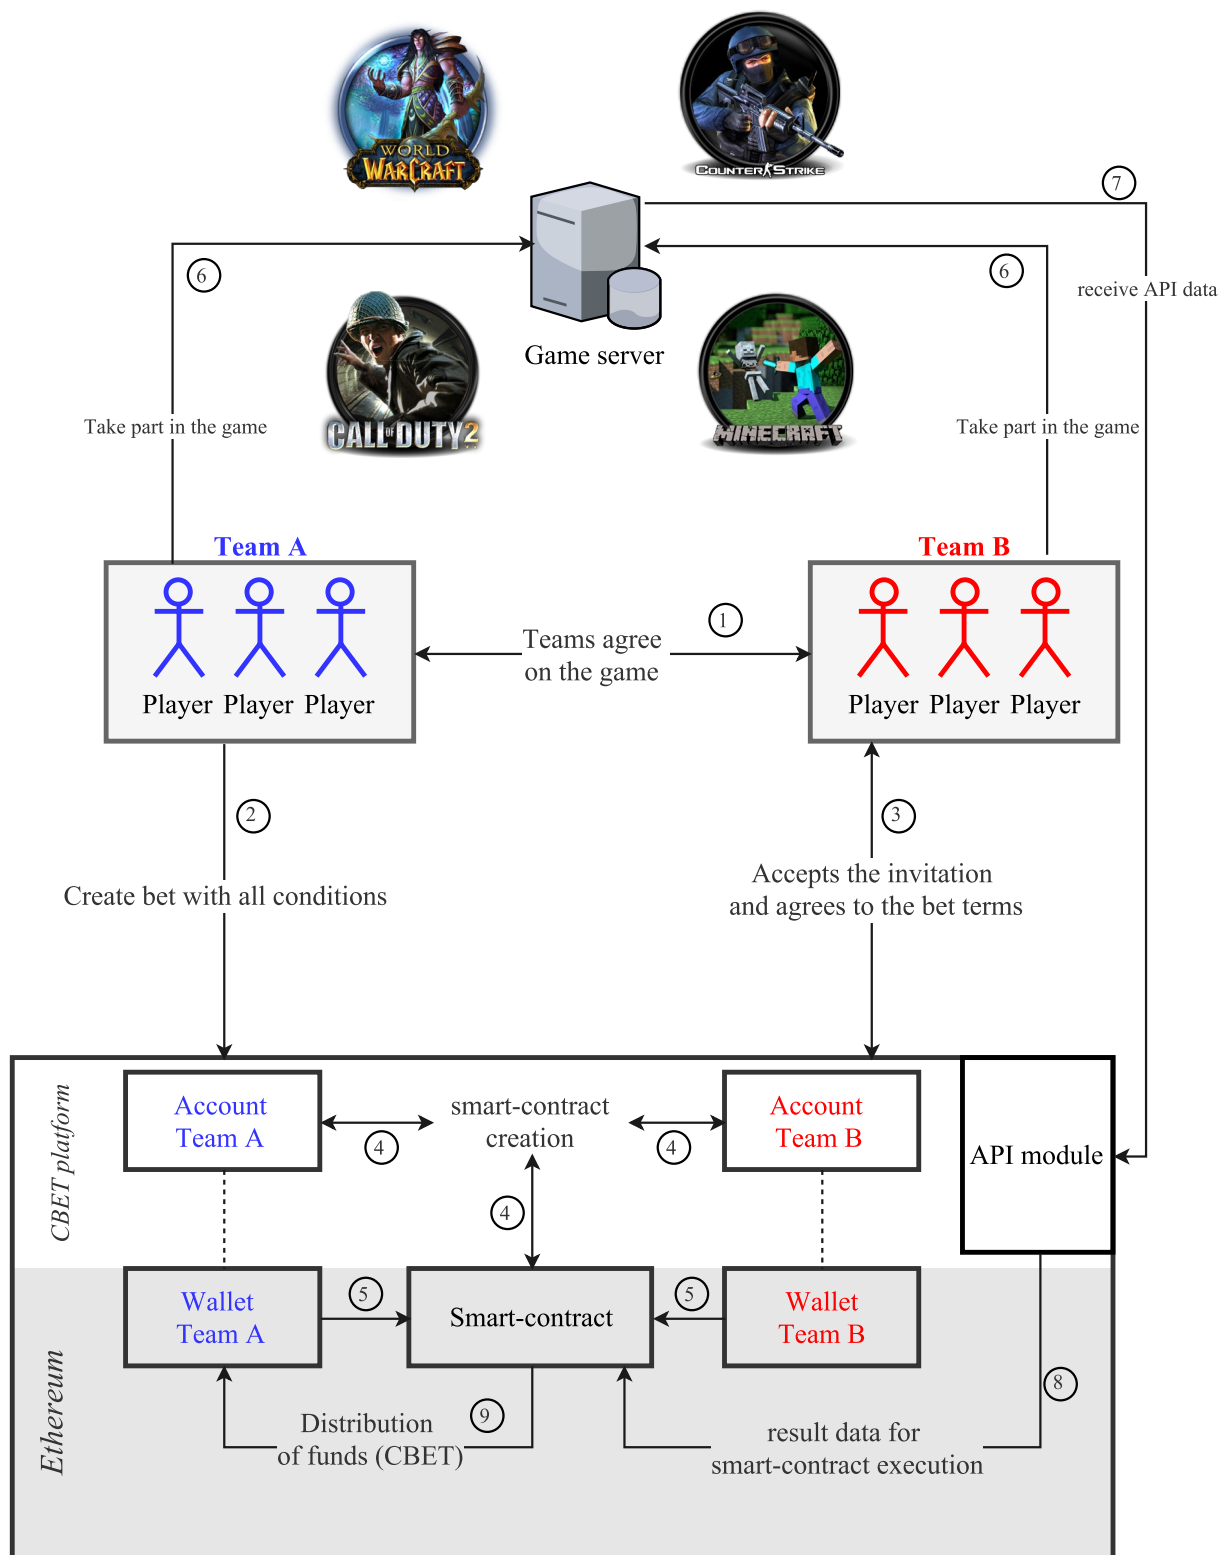 WORLD
OF
WARCRAFT
COUNTER STRIKE
7
6
6
receive API data
Game server
CALL OF DUTY 2
MINECRAFT
Take part in the game
Take part in the game
Team A
Team B
1
Teams agree
on the game
Player Player Player
Player Player Player
2
3
Create bet with all conditions
Accepts the invitation
and agrees to the bet terms
CBET platform
Account
Team A
smart-contract
creation
Account
Team B
4
4
API module
4
Ethereum
Wallet
Team A
5
Smart-contract
5
Wallet
Team B
8
9
Distribution
of funds (CBET)
result data for
smart-contract execution